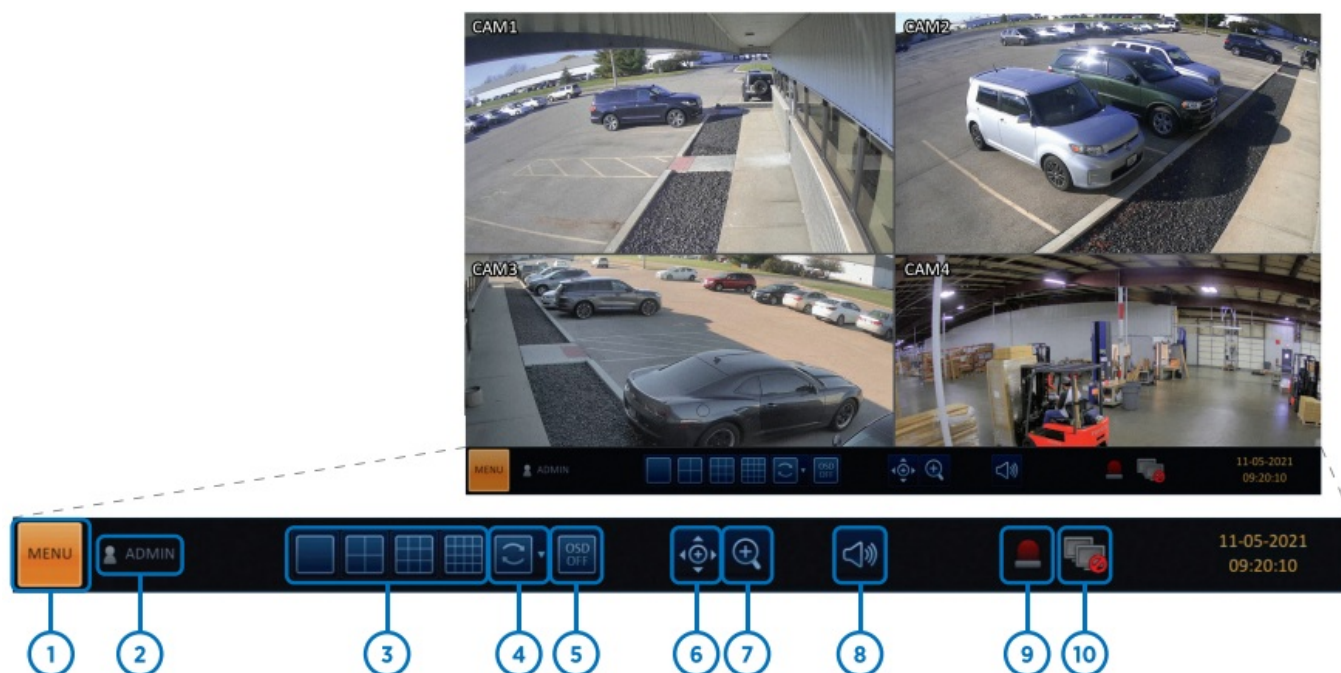 CAM1
CAM2
CAM3
CAM4
MENU
ADMIN
OSD
OFF
11-05-2021
09:20:10
MENU
ADMIN
OSD
OFF
11-05-2021
09:20:10
1
2
3
4
5
6
7
8
9
10